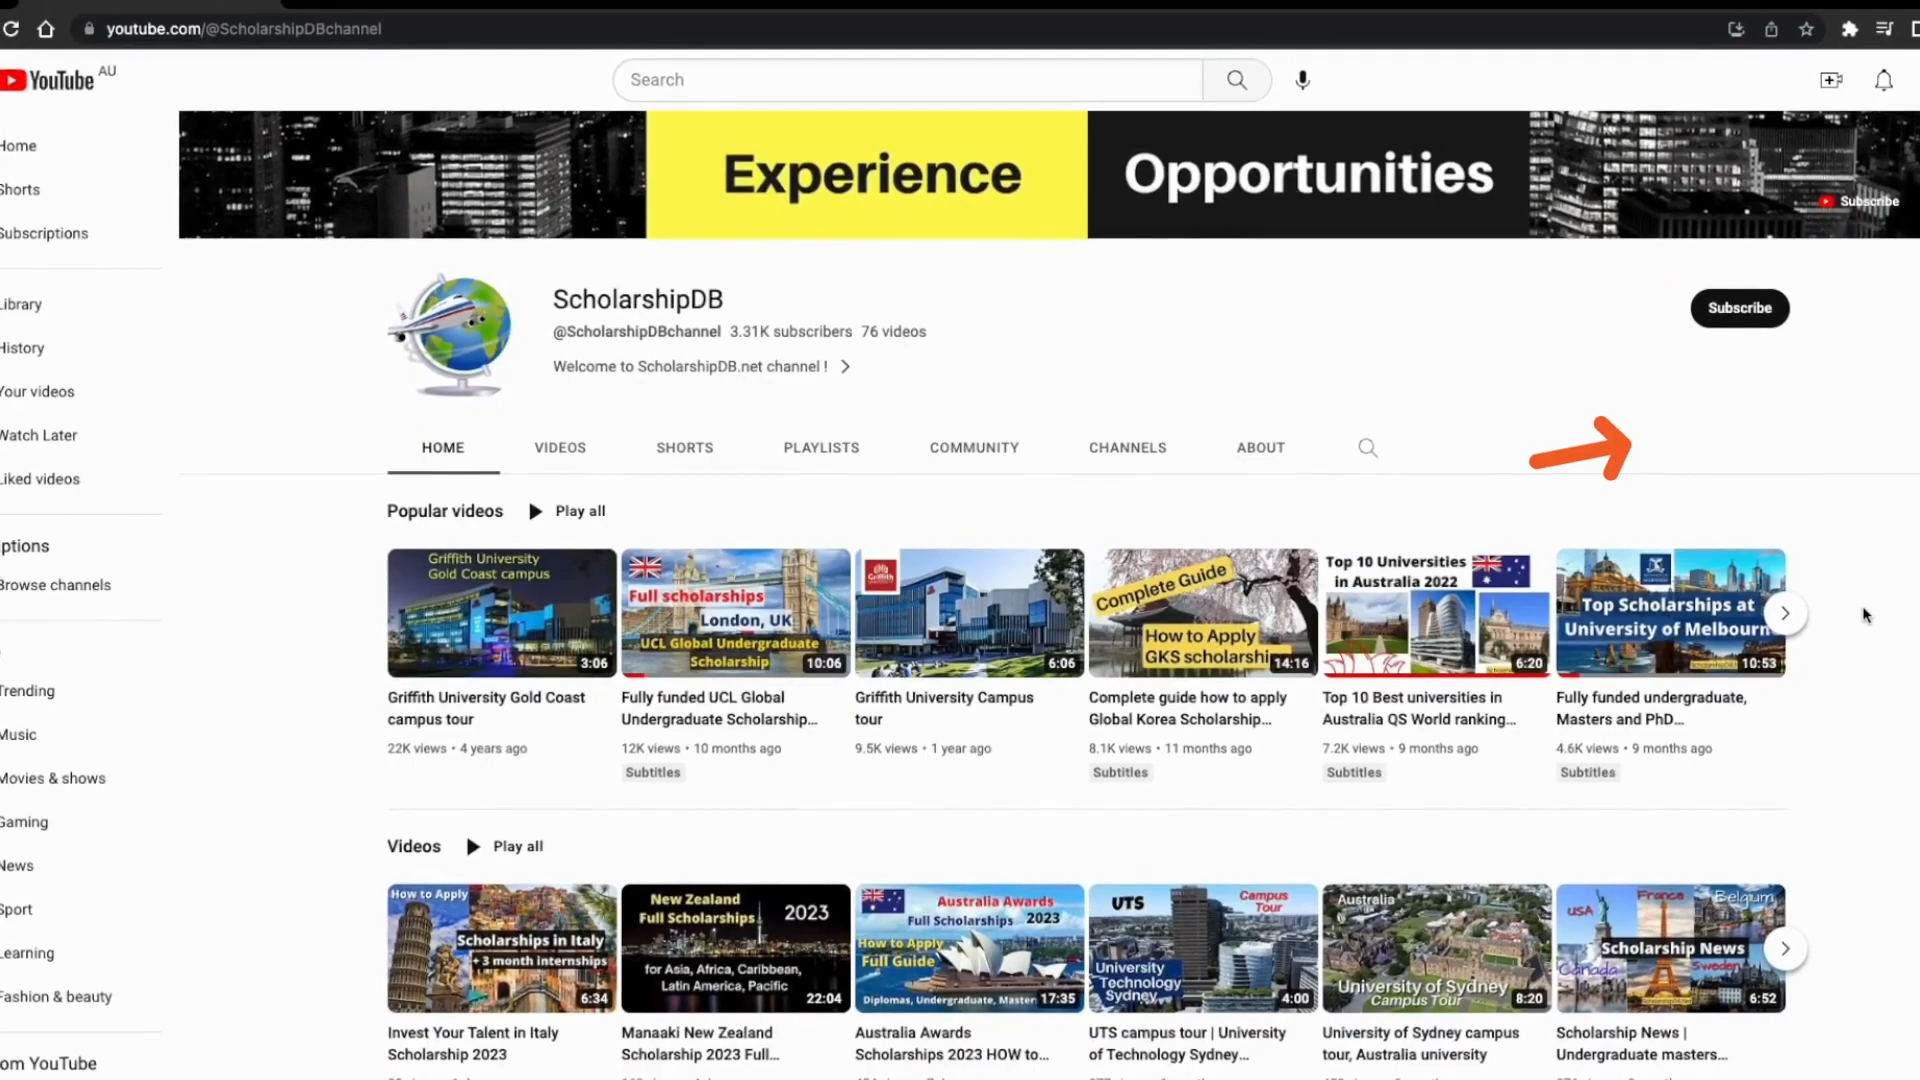 youtube.com/@ScholarshipDBchannel
YouTube AU
Search
Home
Shorts
Subscriptions
Library
History
Your videos
Watch Later
Liked videos
ptions
Browse channels
Trending
Music
Movies & shows
Gaming
News
Sport
Learning
Fashion & beauty
om YouTube
Experience
Opportunities
Subscribe
ScholarshipDB
@ScholarshipDBchannel 3.31K subscribers 76 videos
Welcome to ScholarshipDB.net channel !
Subscribe
HOME VIDEOS SHORTS PLAYLISTS COMMUNITY CHANNELS ABOUT
Popular videos Play all
Griffith University
Gold Coast campus
3:06
Griffith University Gold Coast
campus tour
22K views • 4 years ago
Full scholarships
London, UK
UCL Global Undergraduate
Scholarship
10:06
Fully funded UCL Global
Undergraduate Scholarship...
12K views • 10 months ago
Subtitles
Griffith
6:06
Griffith University Campus
tour
9.5K views • 1 year ago
Complete Guide
How to Apply
GKS scholarshi
14:16
Complete guide how to apply
Global Korea Scholarship...
8.1K views • 11 months ago
Subtitles
Top 10 Universities
in Australia 2022
6:20
Top 10 Best universities in
Australia QS World ranking...
7.2K views • 9 months ago
Subtitles
Top Scholarships at
University of Melbourn
10:53
Fully funded undergraduate,
Masters and PhD...
4.6K views • 9 months ago
Subtitles
Videos Play all
How to Apply
Scholarships in Italy
+ 3 month internships
6:34
Invest Your Talent in Italy
Scholarship 2023
New Zealand
Full Scholarships 2023
for Asia, Africa, Caribbean,
Latin America, Pacific
22:04
Manaaki New Zealand
Scholarship 2023 Full...
Australia Awards
Full Scholarships 2023
How to Apply
Full Guide
Diplomas, Undergraduate, Master
17:35
Australia Awards
Scholarships 2023 HOW to...
UTS
Campus
Tour
University
Technology
Sydney
4:00
UTS campus tour | University
of Technology Sydney...
Australia
University of Sydney
Campus Tour
8:20
University of Sydney campus
tour, Australia university
USA France Belgum
Scholarship News
Canada Sweden
6:52
Scholarship News |
Undergraduate masters...